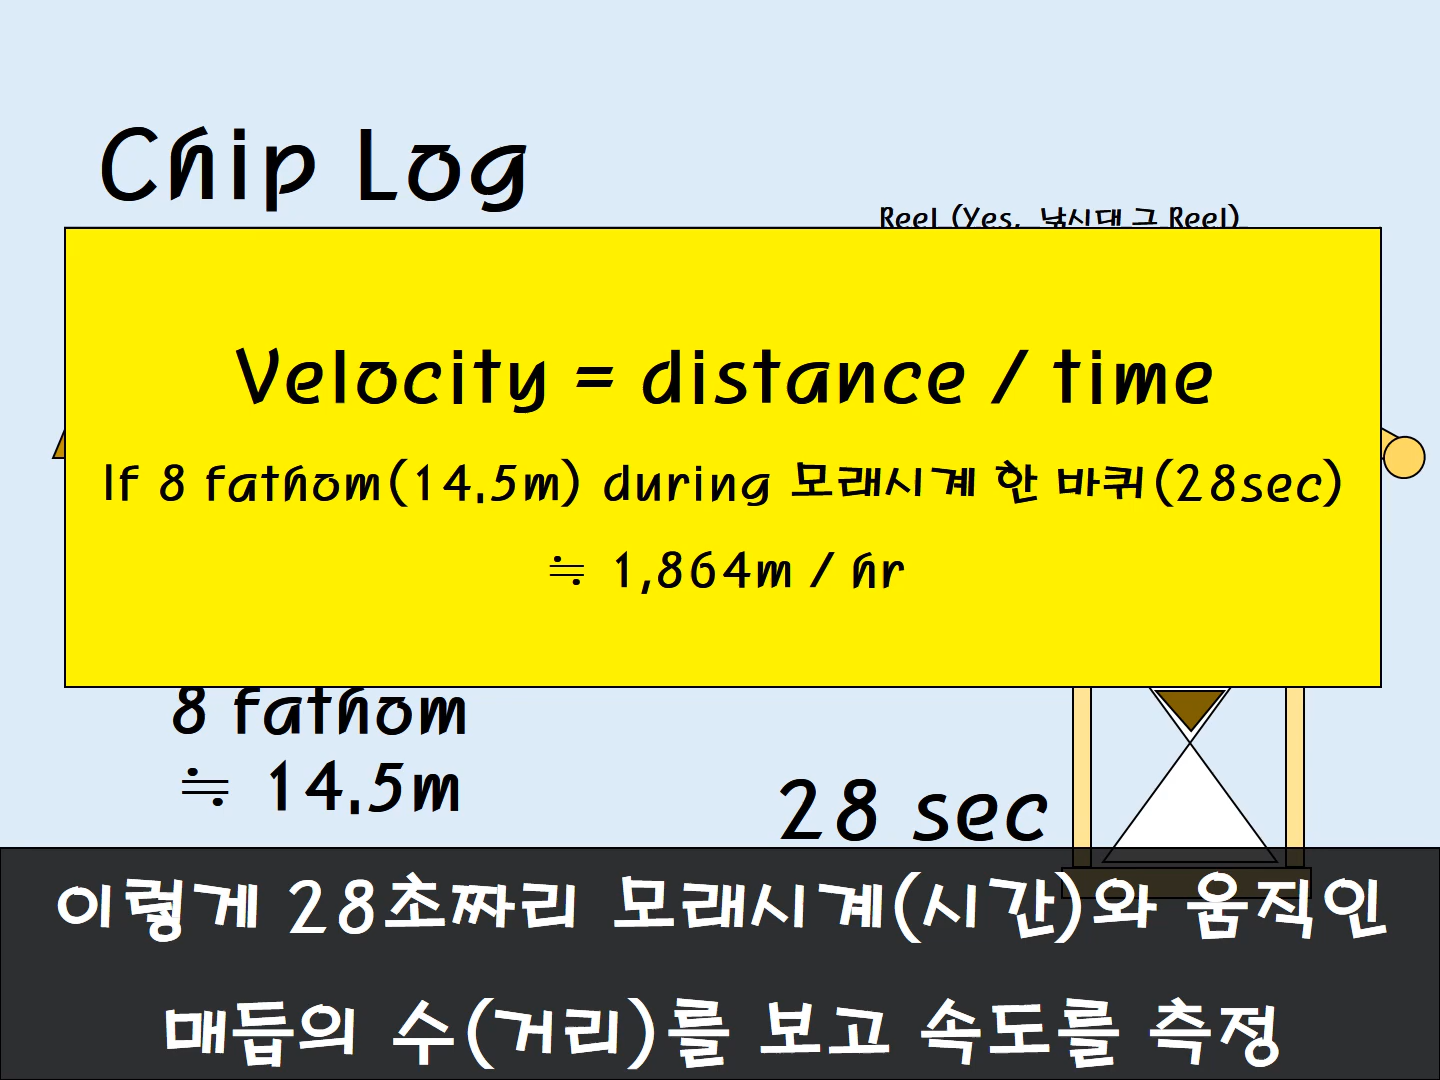 Chip Log
Reel (Yes, 낚시대 그 Reel)
Velocity = distance / time
If 8 fathom(14.5m) during 모래시계 한 바퀴(28sec)
≒ 1,864m / hr
8 fathom
≒ 14.5m
28 sec
이렇게 28초짜리 모래시계(시간)와 움직인
매듭의 수(거리)를 보고 속도를 측정